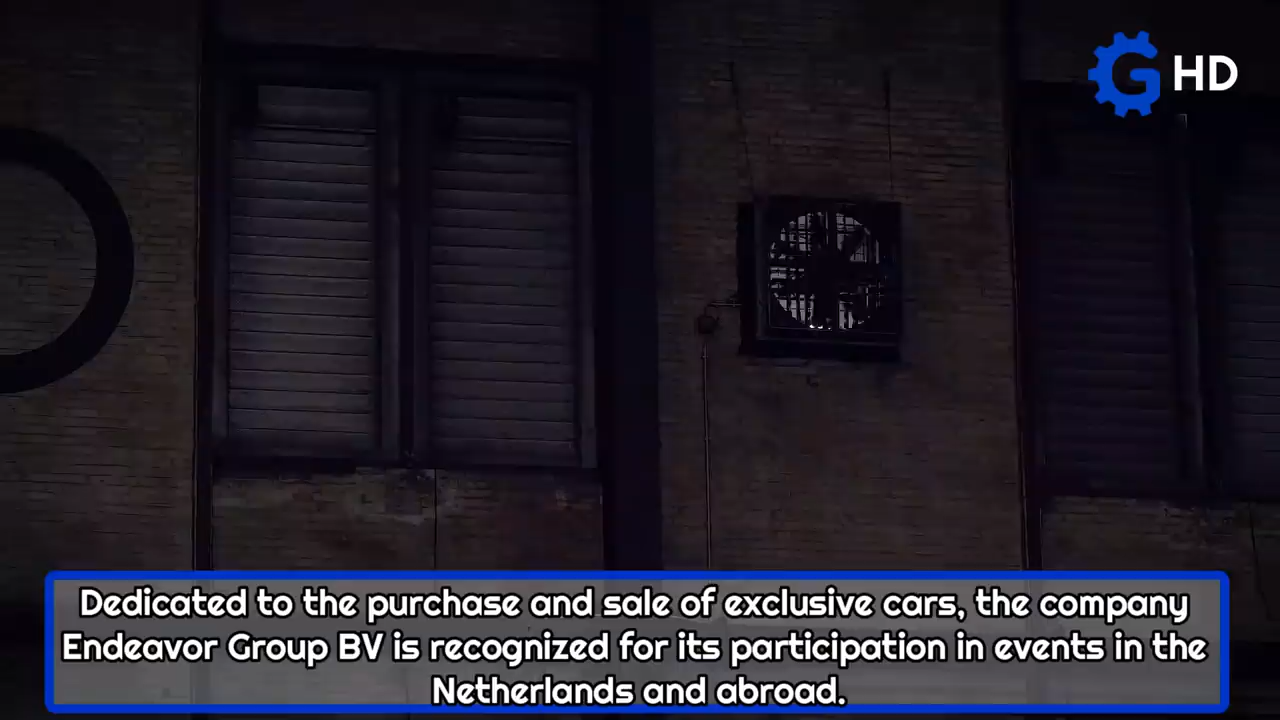 G HD
Dedicated to the purchase and sale of exclusive cars, the company
Endeavor Group BV is recognized for its participation in events in the
Netherlands and abroad.